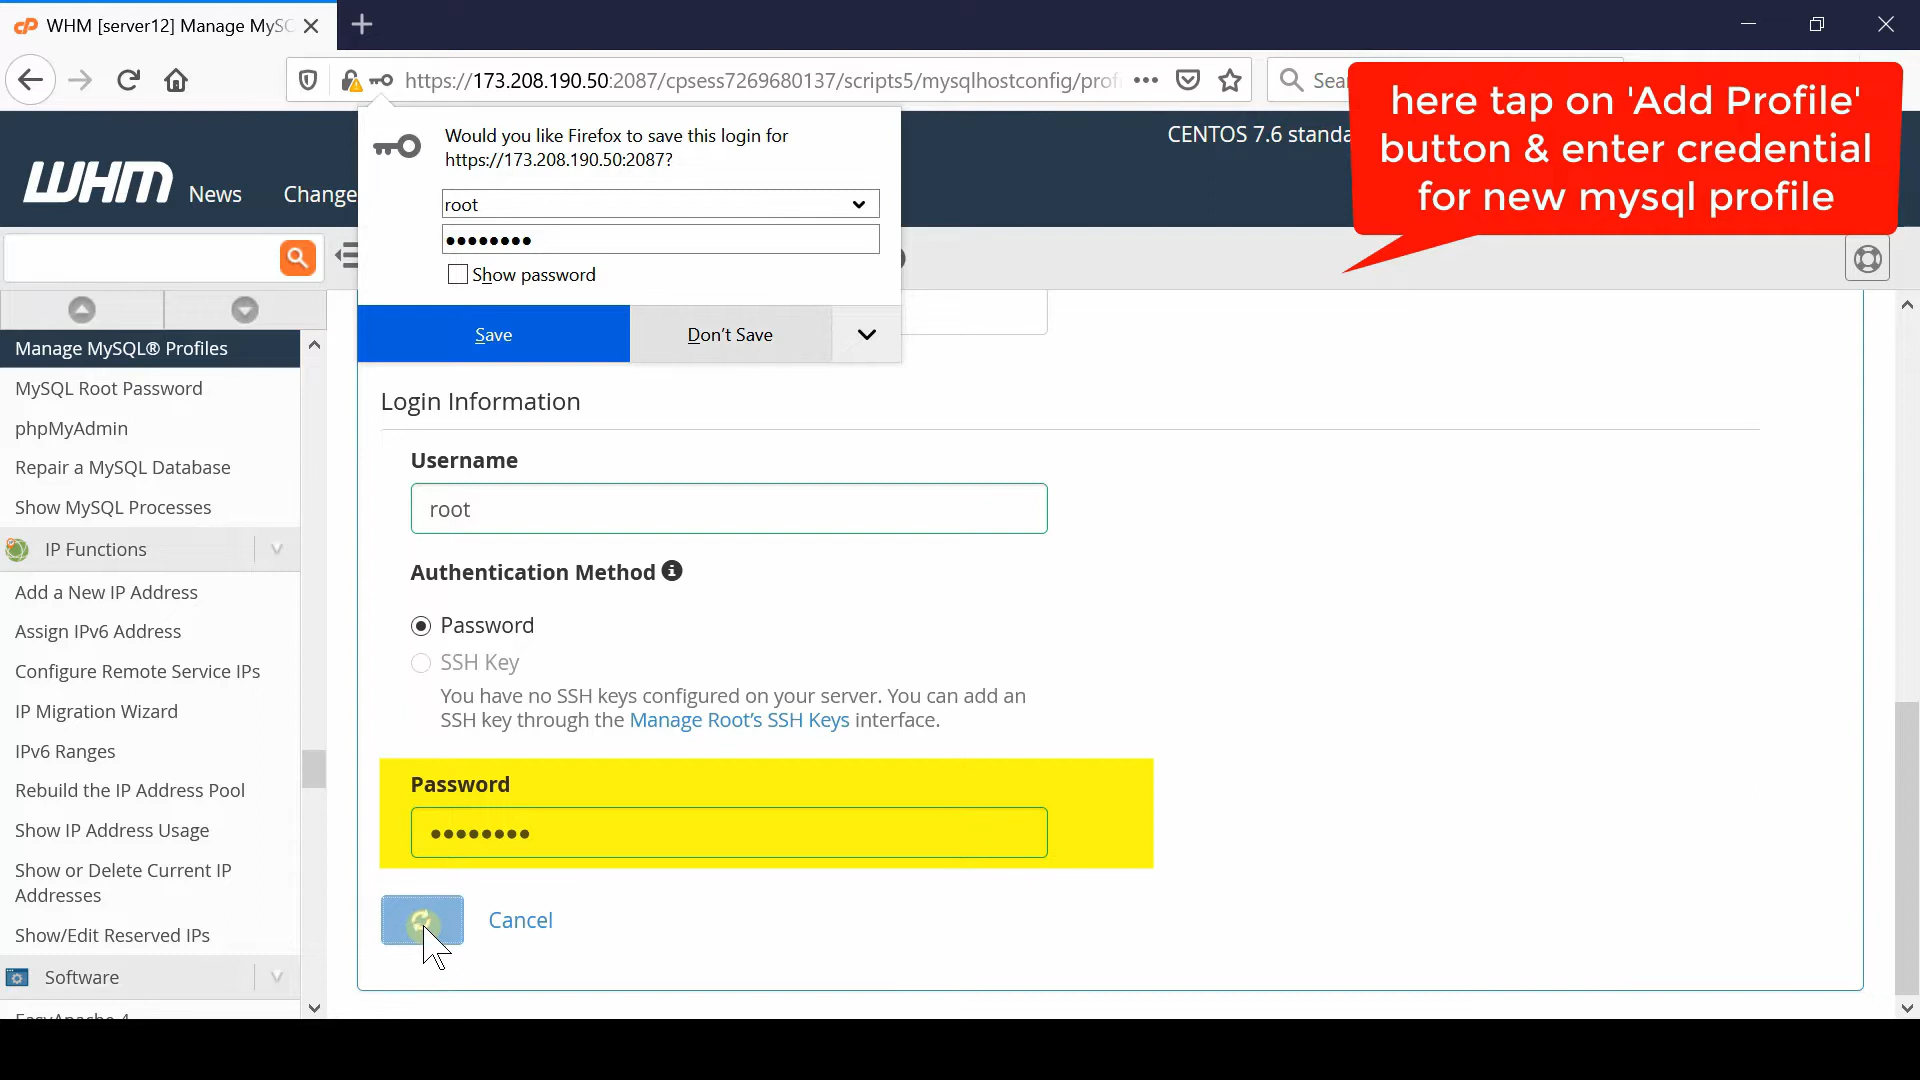 WHM [server12] Manage MySC
https://173.208.190.50:2087/cpsess7269680137/scripts5/mysqlhostconfig/prof
Sea
here tap on 'Add Profile'
button & enter credential
for new mysql profile
Would you like Firefox to save this login for
https://173.208.190.50:2087?
root
Show password
Save
Don't Save
WHM
News
Change
CENTOS 7.6 standa
Manage MySQL® Profiles
MySQL Root Password
phpMyAdmin
Repair a MySQL Database
Show MySQL Processes
IP Functions
Add a New IP Address
Assign IPv6 Address
Configure Remote Service IPs
IP Migration Wizard
IPv6 Ranges
Rebuild the IP Address Pool
Show IP Address Usage
Show or Delete Current IP
Addresses
Show/Edit Reserved IPs
Software
EasyApache 4
Login Information
Username
root
Authentication Method
Password
SSH Key
You have no SSH keys configured on your server. You can add an
SSH key through the Manage Root's SSH Keys interface.
Password
Cancel